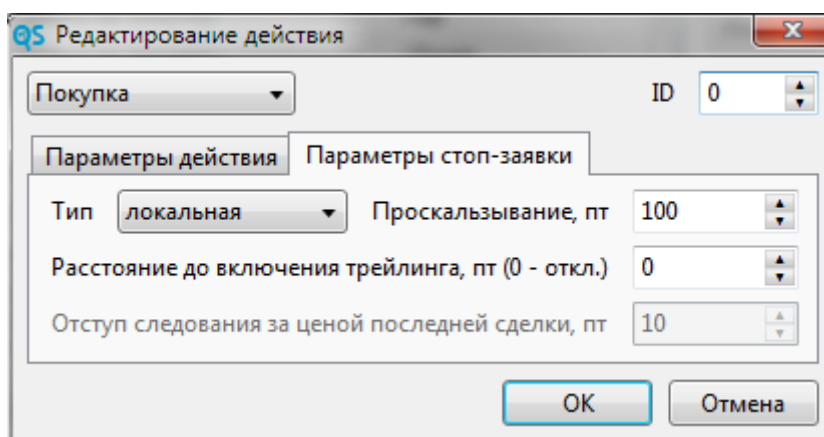 QS Редактирование действия
Покупка ID 0
Параметры действия Параметры стоп-заявки
Тип локальная Проскальзывание, пт 100
Расстояние до включения трейлинга, пт (0 - откл.) 0
Отступ следования за ценой последней сделки, пт 10
OK Отмена